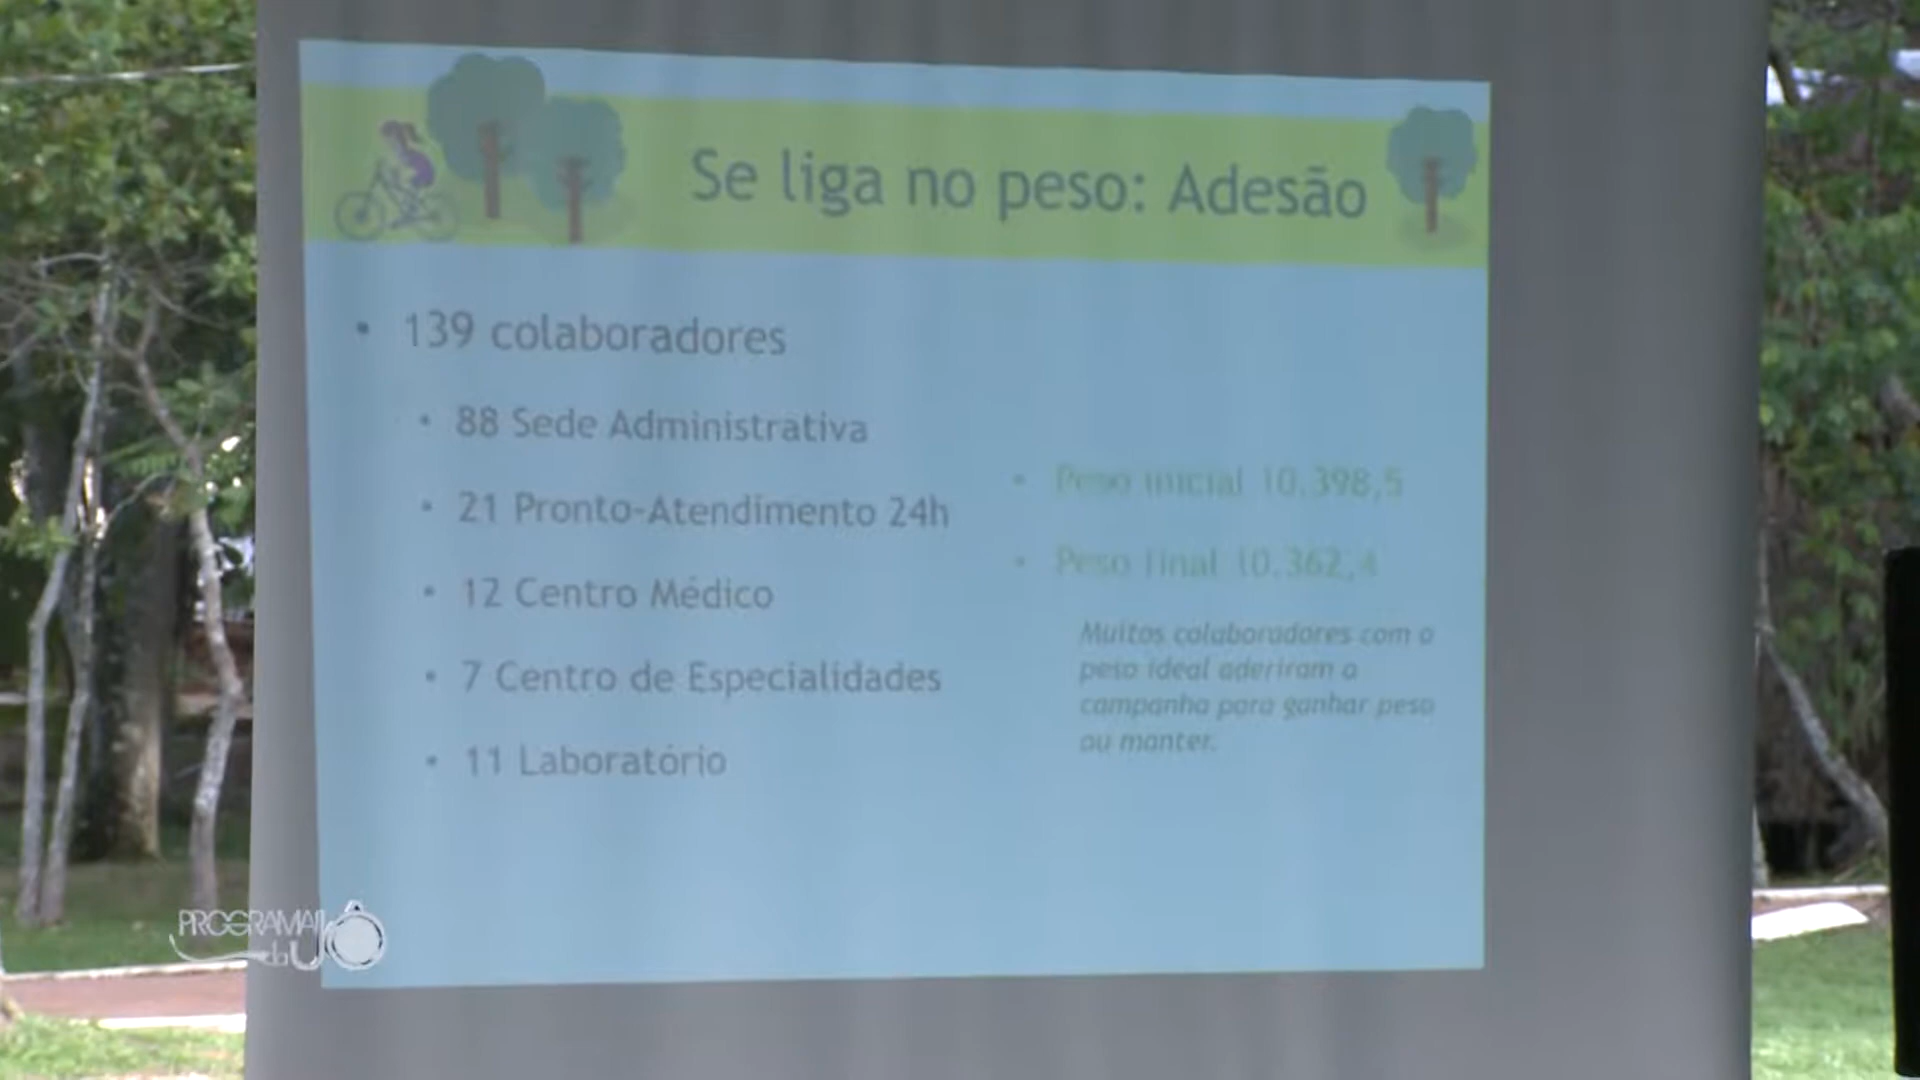 Se liga no peso: Adesão
• 139 colaboradores
• 88 Sede Administrativa
• 21 Pronto-Atendimento 24h
• 12 Centro Médico
• 7 Centro de Especialidades
• 11 Laboratório
• Peso inicial 10.398,5
• Peso final 10.362,4
Muitos colaboradores com o
peso ideal aderiram a
campanha para ganhar peso
ou manter.
PROGRAMA
da UJÔ